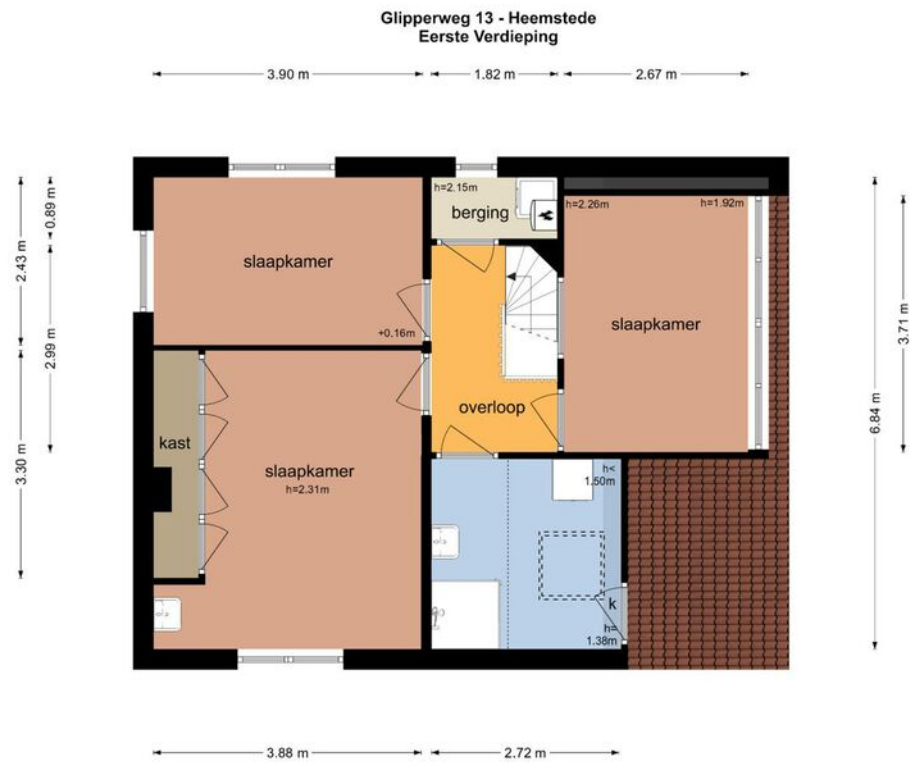 Glipperweg 13 - Heemstede
Eerste Verdieping
3.90 m
1.82 m
2.67 m
h=2.15m
berging
h=2.26m
h=1.92m
0.89 m
2.43 m
slaapkamer
+0.16m
slaapkamer
2.99 m
3.71 m
6.84 m
overloop
kast
slaapkamer
h=2.31m
3.30 m
h<
1.50m
k
h=
1.38m
3.88 m
2.72 m